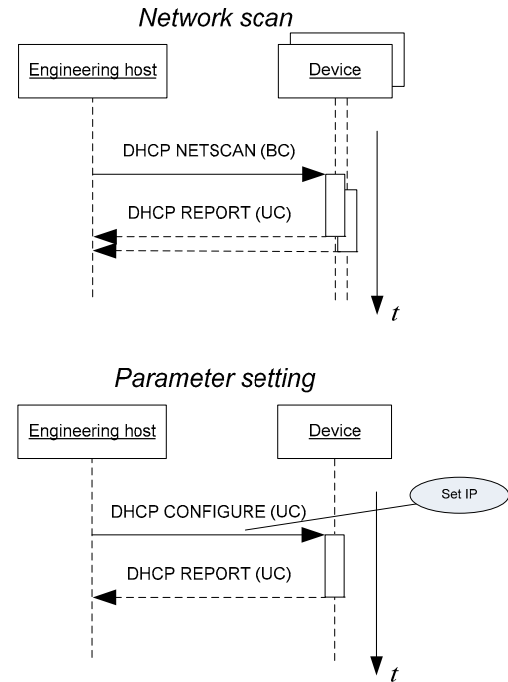 Network scan
Engineering host
Device
DHCP NETSCAN (BC)
DHCP REPORT (UC)
t
Parameter setting
Engineering host
Device
Set IP
DHCP CONFIGURE (UC)
DHCP REPORT (UC)
t